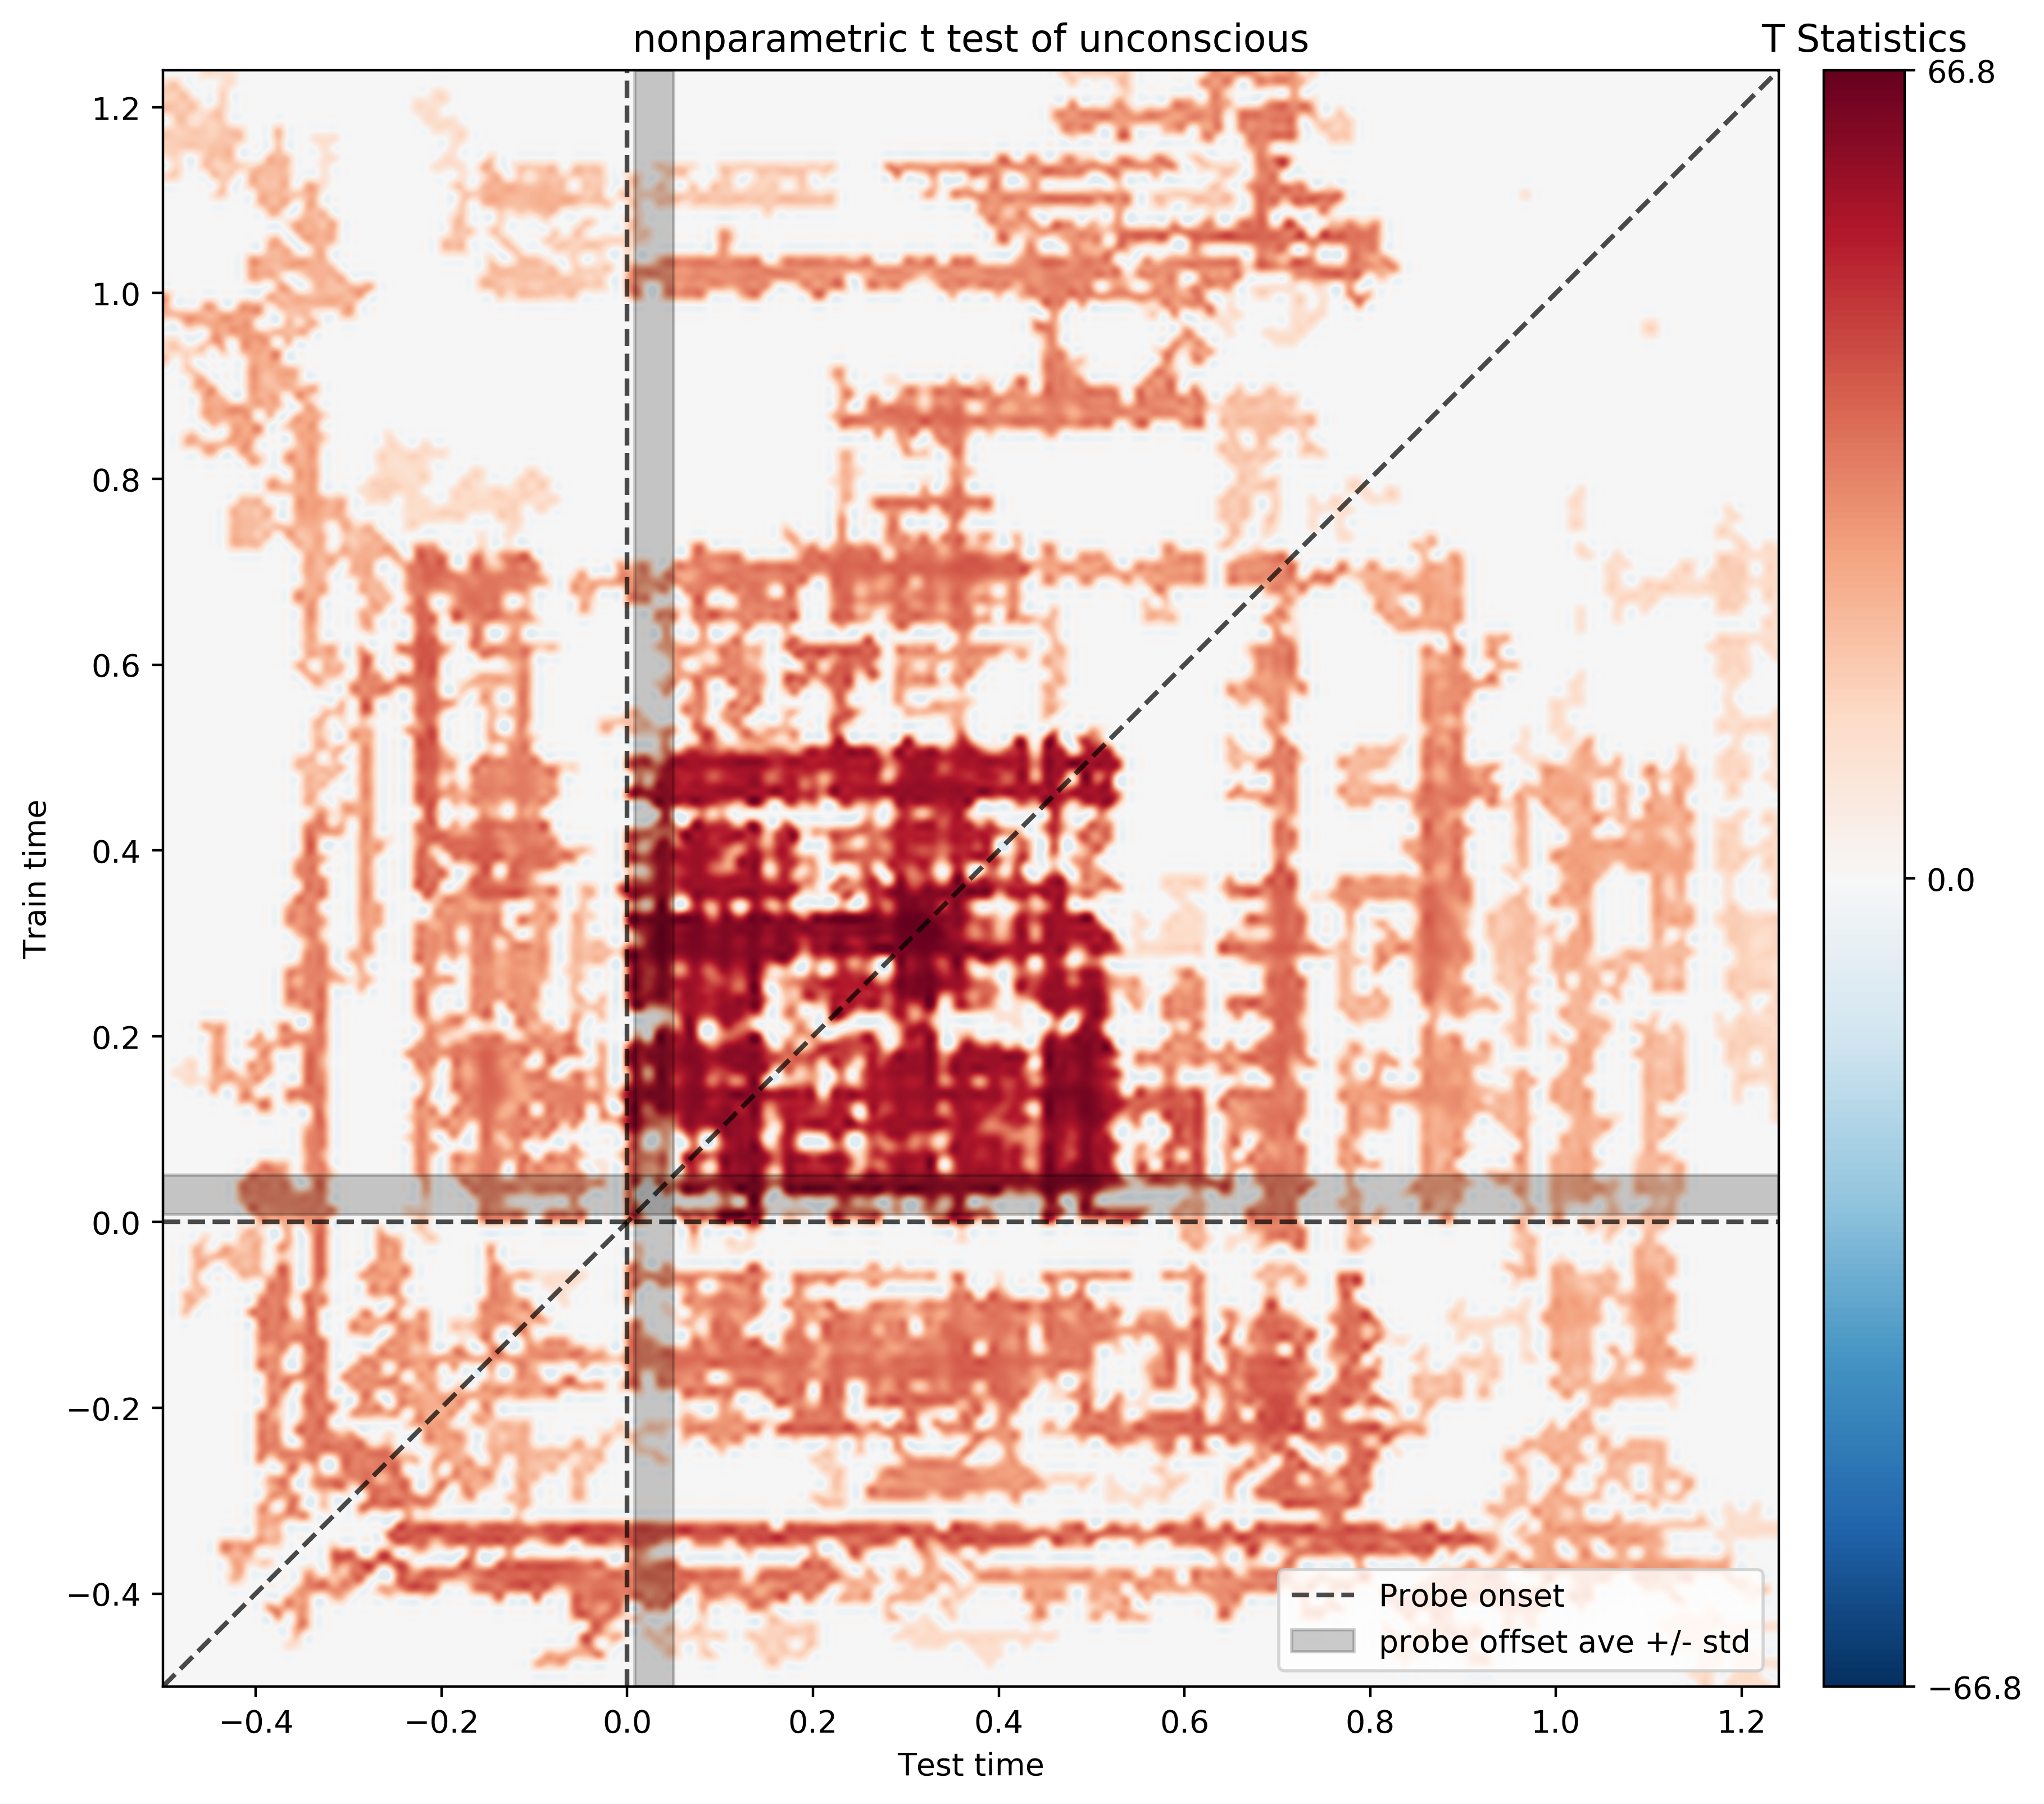 nonparametric t test of unconscious
T Statistics
66.8
0.0
−66.8
Train time
1.2
1.0
0.8
0.6
0.4
0.2
0.0
−0.2
−0.4
Probe onset
probe offset ave +/- std
−0.4 −0.2 0.0 0.2 0.4 0.6 0.8 1.0 1.2
Test time